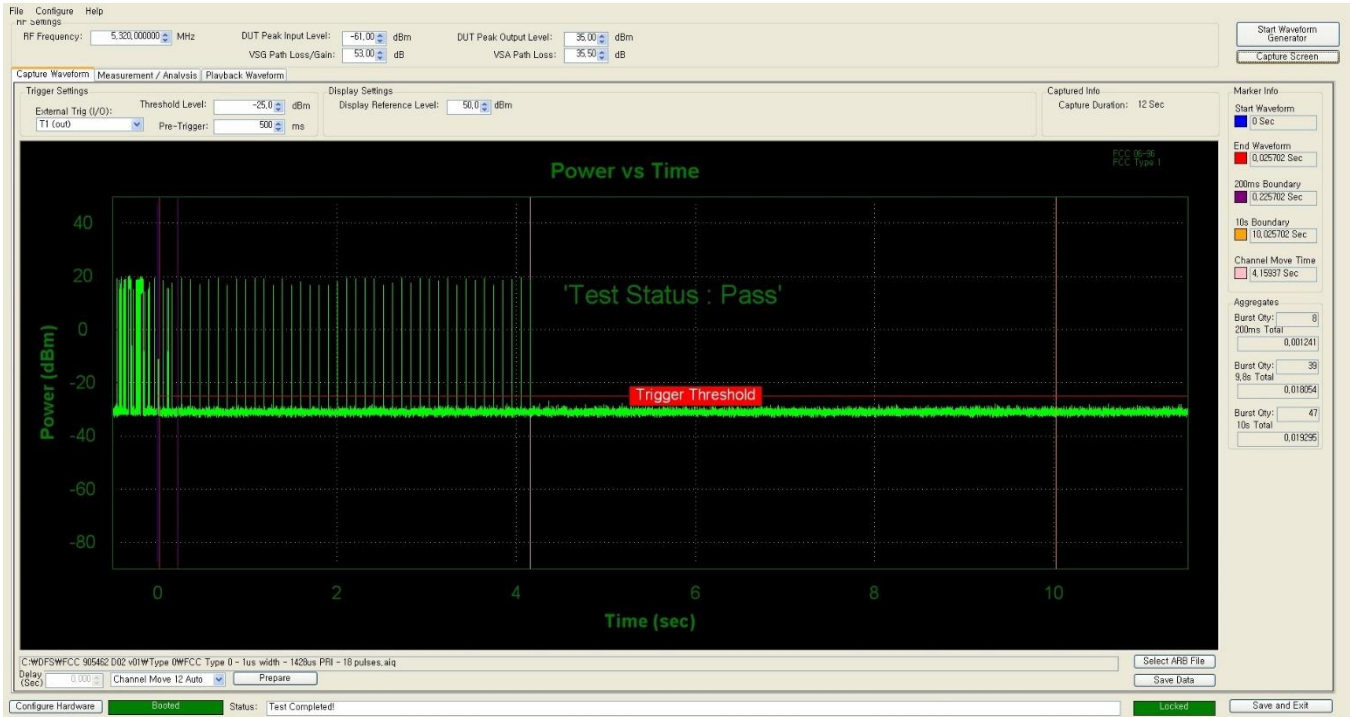 File Configure Help
RF Settings
RF Frequency: 5,320,000000 MHz DUT Peak Input Level: -61,00 dBm DUT Peak Output Level: 35,00 dBm
VSG Path Loss/Gain: 53,00 dB VSA Path Loss: 35,50 dB
Start Waveform
Generator
Capture Screen
Capture Waveform Measurement / Analysis Playback Waveform
Trigger Settings
External Trig (I/O): Threshold Level: -25,0 dBm
T1 (out) Pre-Trigger: 500 ms
Display Settings
Display Reference Level: 50,0 dBm
Captured Info
Capture Duration: 12 Sec
Marker Info
Start Waveform
0 Sec
End Waveform
0,025702 Sec
200ms Boundary
0,225702 Sec
10s Boundary
10,025702 Sec
Channel Move Time
4,15937 Sec
Aggregates
Burst Qty: 8
200ms Total
0,001241
Burst Qty: 39
9,8s Total
0,018054
Burst Qty: 47
10s Total
0,019295
FCC 06-96
FCC Type 1
Power vs Time
'Test Status : Pass'
Trigger Threshold
Power (dBm)
40
20
0
-20
-40
-60
-80
0 2 4 6 8 10
Time (sec)
C:₩DFS₩FCC 905462 D02 v01₩Type 0₩FCC Type 0 - 1us width - 1428us PRI - 18 pulses.aiq
Select ARB File
Delay
(Sec) 0,000 Channel Move 12 Auto Prepare
Save Data
Configure Hardware Booted Status: Test Completed! Locked Save and Exit